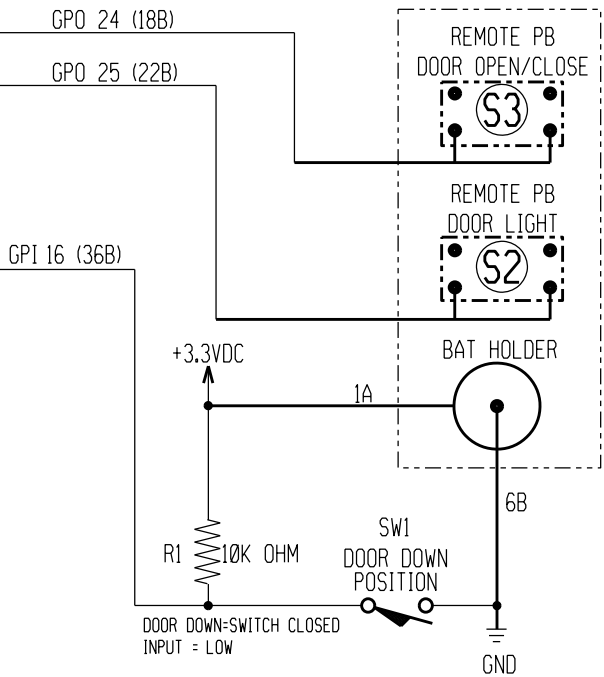 GPO 24 (18B)
REMOTE PB
DOOR OPEN/CLOSE
S3
GPO 25 (22B)
REMOTE PB
DOOR LIGHT
S2
GPI 16 (36B)
+3.3VDC
BAT HOLDER
1A
6B
R1
10K OHM
SW1
DOOR DOWN
POSITION
DOOR DOWN=SWITCH CLOSED
INPUT = LOW
GND